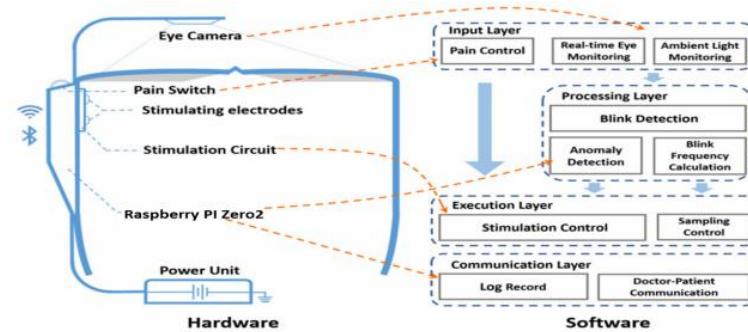 Eye Camera
Pain Switch
Stimulating electrodes
Stimulation Circuit
Raspberry PI Zero2
Power Unit
Hardware
Input Layer
Pain Control
Real-time Eye
Monitoring
Ambient Light
Monitoring
Processing Layer
Blink Detection
Anomaly
Detection
Blink
Frequency
Calculation
Execution Layer
Stimulation Control
Sampling
Control
Communication Layer
Log Record
Doctor-Patient
Communication
Software